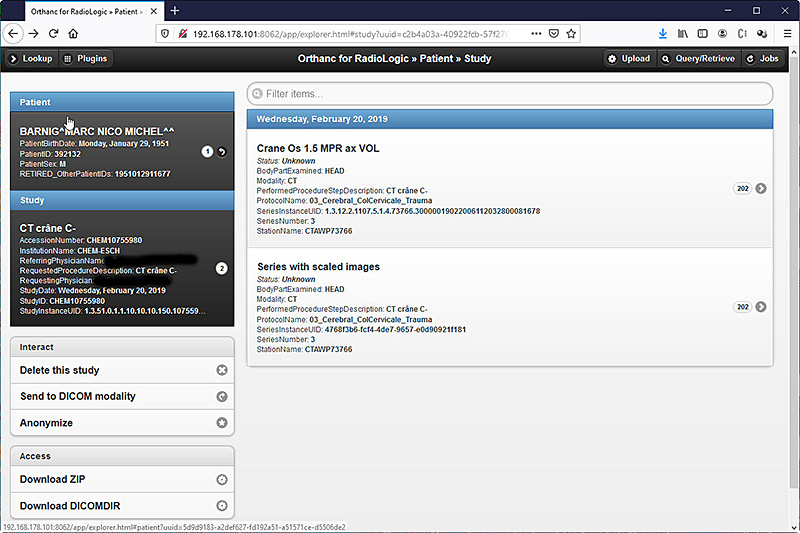 Orthanc for RadioLogic » Patient »
192.168.178.101:8062/app/explorer.html#study?uuid=c2b4a03a-40922fcb-57f27
Lookup
Plugins
Orthanc for RadioLogic » Patient » Study
Upload
Query/Retrieve
Jobs
Patient
BARNIG^MARC NICO MICHEL^^
PatientBirthDate: Monday, January 29, 1951
PatientID: 392132
PatientSex: M
RETIRED_OtherPatientIDs: 1951012911677
1
Study
CT crâne C-
AccessionNumber: CHEM10755980
InstitutionName: CHEM-ESCH
ReferringPhysicianName:
RequestedProcedureDescription: CT crâne C-
RequestingPhysician:
StudyDate: Wednesday, February 20, 2019
StudyID: CHEM10755980
StudyInstanceUID: 1.3.51.0.1.1.10.10.10.150.107559...
2
Interact
Delete this study
Send to DICOM modality
Anonymize
Access
Download ZIP
Download DICOMDIR
Filter items...
Wednesday, February 20, 2019
Crane Os 1.5 MPR ax VOL
Status: Unknown
BodyPartExamined: HEAD
Modality: CT
PerformedProcedureStepDescription: CT crâne C-
ProtocolName: 03_Cerebral_ColCervicale_Trauma
SeriesInstanceUID: 1.3.12.2.1107.5.1.4.73766.30000019022006112032800081678
SeriesNumber: 3
StationName: CTAWP73766
202
Series with scaled images
Status: Unknown
BodyPartExamined: HEAD
Modality: CT
PerformedProcedureStepDescription: CT crâne C-
ProtocolName: 03_Cerebral_ColCervicale_Trauma
SeriesInstanceUID: 4768f3b6-fcf4-4de7-9657-e0d90921f181
SeriesNumber: 3
StationName: CTAWP73766
202
192.168.178.101:8062/app/explorer.html#patient?uuid=5d9d9183-a2def627-fd192a51-a51571ce-d5506de2